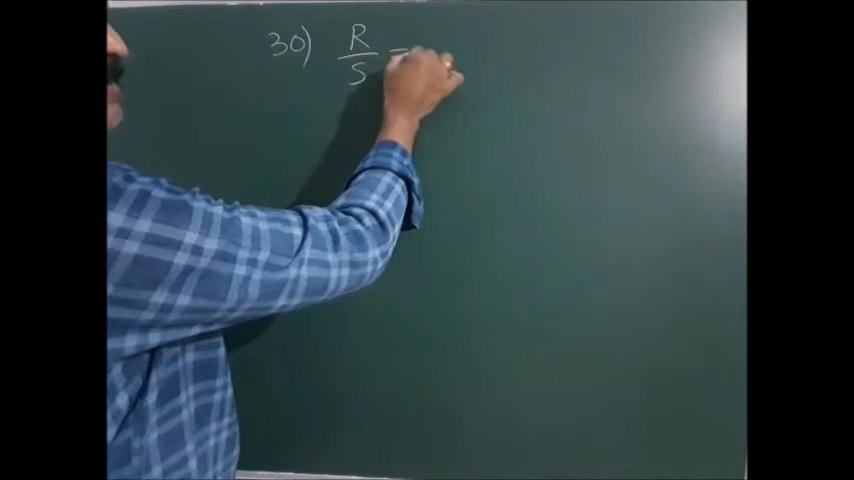 30) R/S =